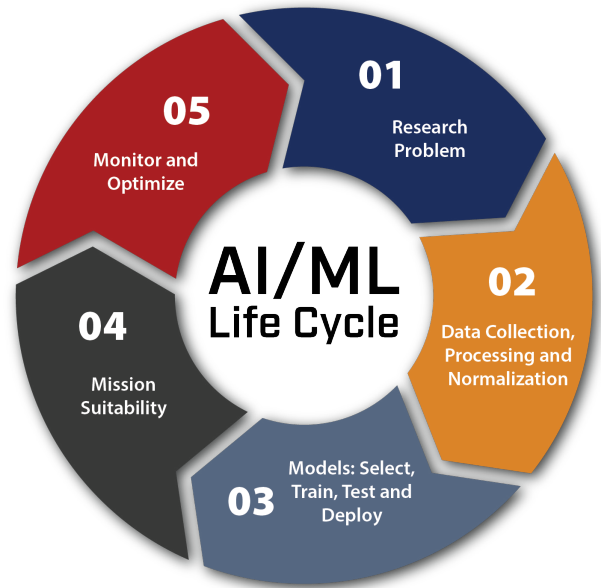 AI/ML
Life Cycle
01
Research
Problem
02
Data Collection,
Processing and
Normalization
03
Models: Select,
Train, Test and
Deploy
04
Mission
Suitability
05
Monitor and
Optimize